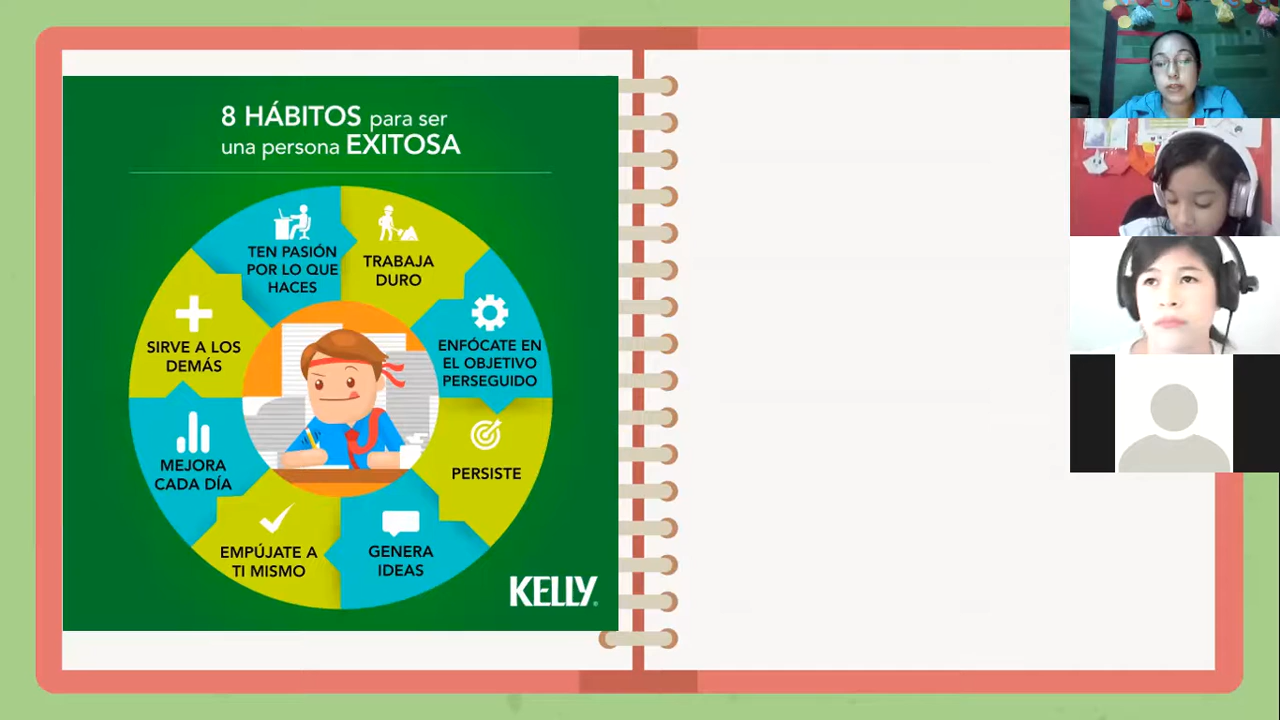 8 HÁBITOS para ser
una persona EXITOSA
TEN PASIÓN
POR LO QUE
HACES
TRABAJA
DURO
ENFÓCATE EN
EL OBJETIVO
PERSEGUIDO
PERSISTE
GENERA
IDEAS
EMPÚJATE A
TI MISMO
MEJORA
CADA DÍA
SIRVE A LOS
DEMÁS
KELLY®